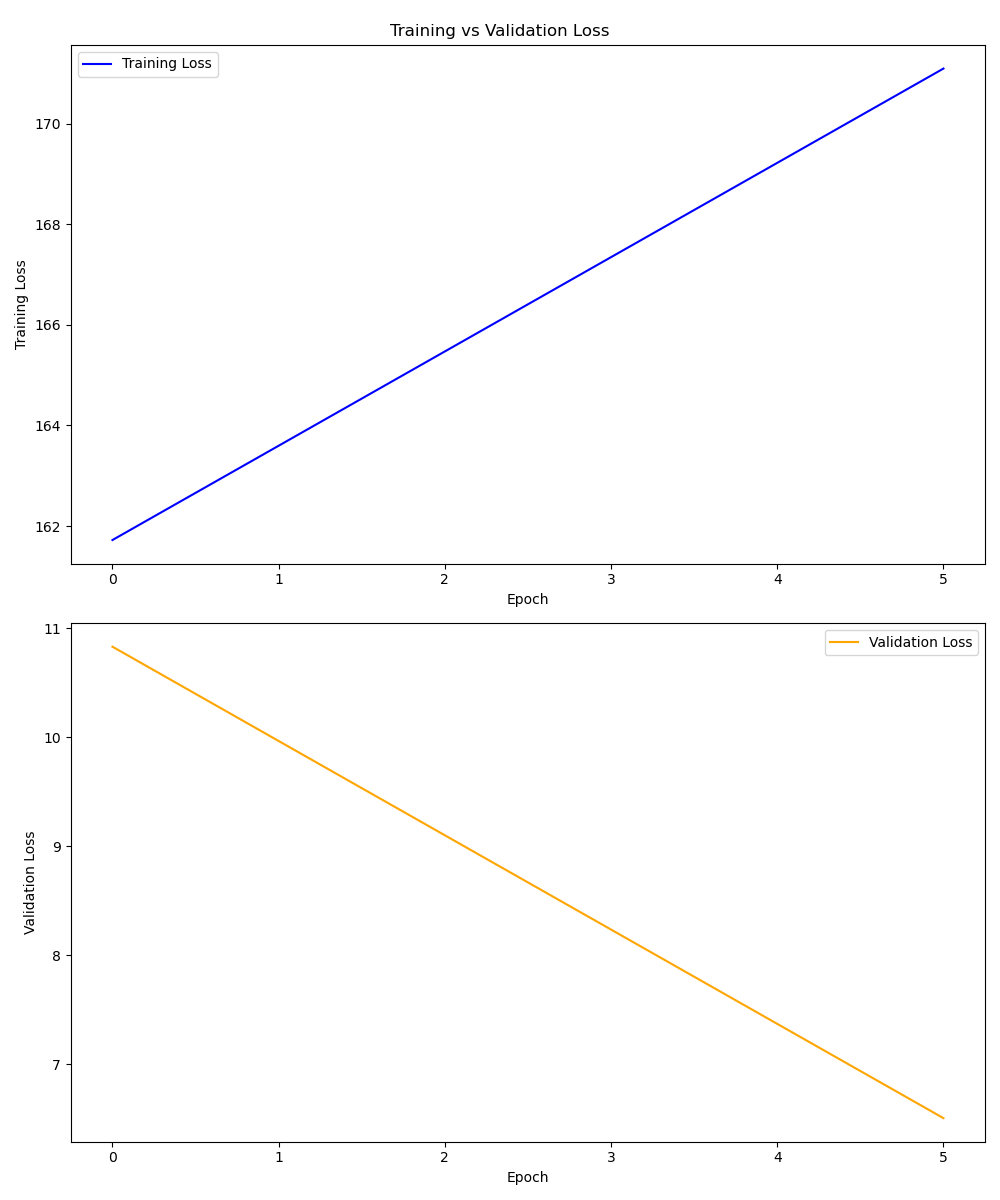 Training vs Validation Loss
Training Loss
170
168
166
164
162
Training Loss
0 1 2 3 4 5
Epoch
Validation Loss
11
10
9
8
7
Validation Loss
0 1 2 3 4 5
Epoch